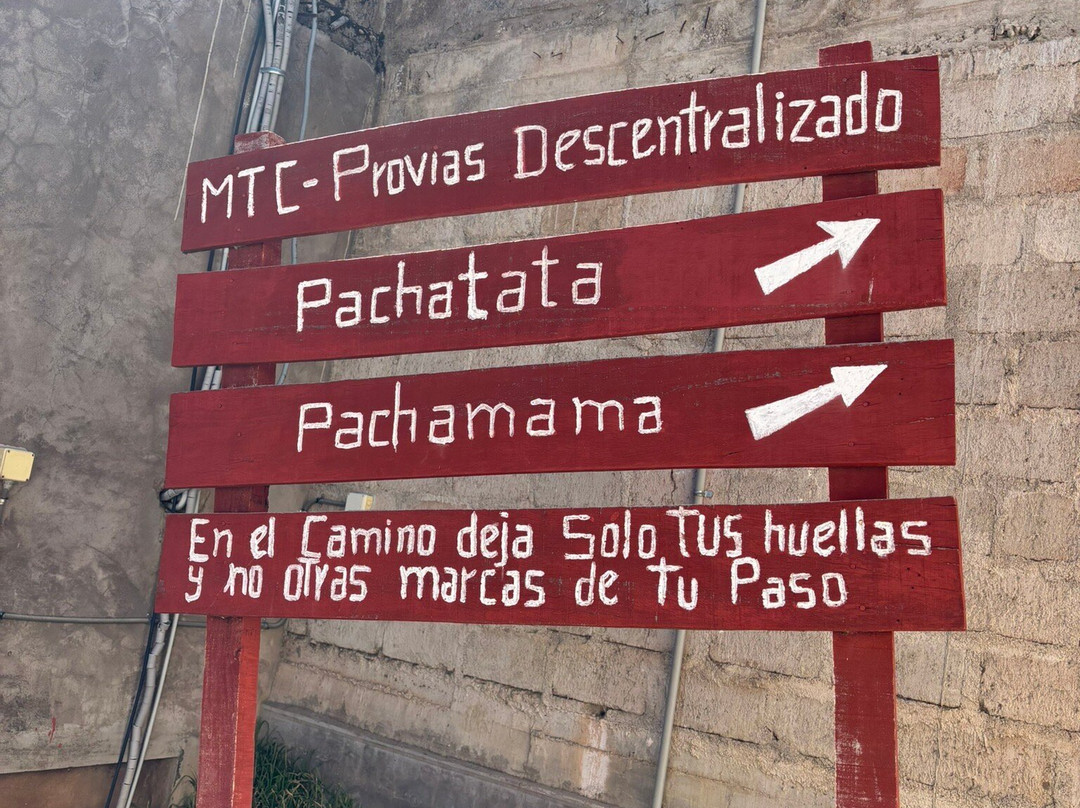 MTC-Provias Descentralizado
Pachatata
Pachamama
En el Camino deja Solo Tus huellas
y no otras marcas de tu Paso